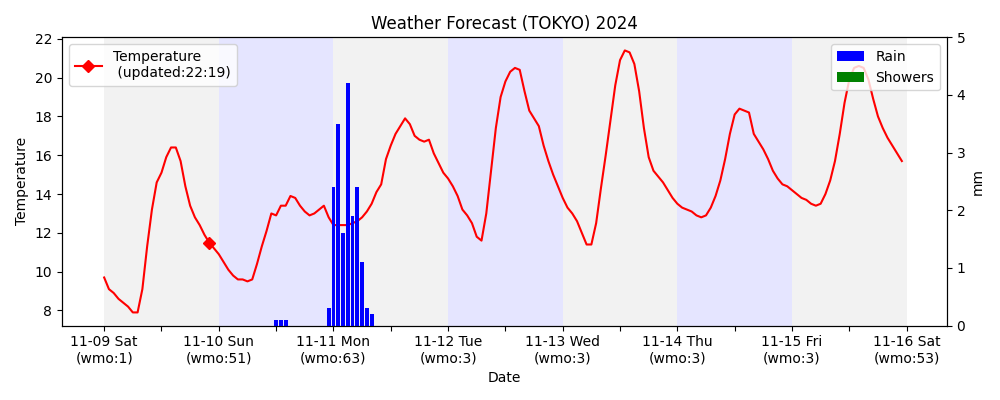 Weather Forecast (TOKYO) 2024
Temperature
(updated:22:19)
Rain
Showers
22
20
18
16
14
12
10
8
Temperature
5
4
3
2
1
0
mm
11-09 Sat 11-10 Sun 11-11 Mon 11-12 Tue 11-13 Wed 11-14 Thu 11-15 Fri 11-16 Sat
(wmo:1) (wmo:51) (wmo:63) (wmo:3) (wmo:3) (wmo:3) (wmo:3) (wmo:53)
Date